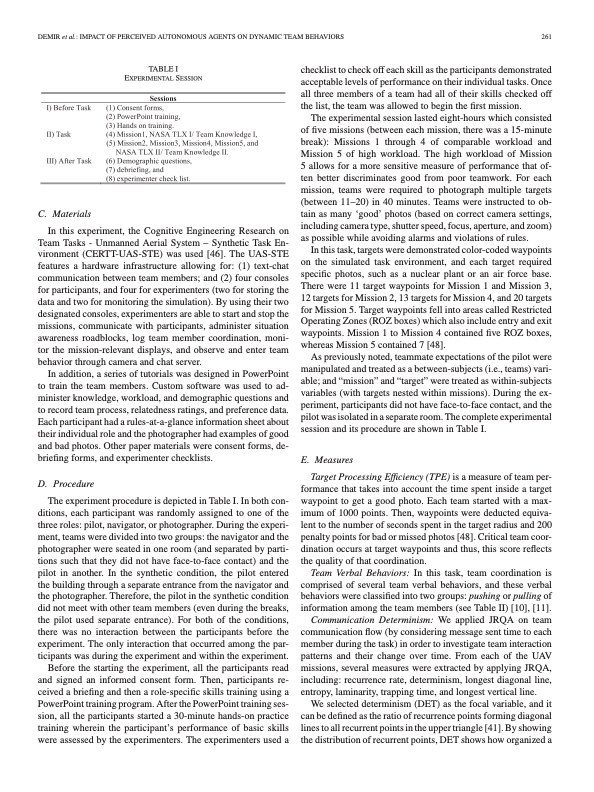 DEMIR et al.: IMPACT OF PERCEIVED AUTONOMOUS AGENTS ON DYNAMIC TEAM BEHAVIORS
261
TABLE I
EXPERIMENTAL SESSION
Sessions
I) Before Task (1) Consent forms,
(2) PowerPoint training,
(3) Hands on training.
II) Task (4) Mission1, NASA TLX I/ Team Knowledge I,
(5) Mission2, Mission3, Mission4, Mission5, and
NASA TLX II/ Team Knowledge II.
III) After Task (6) Demographic questions,
(7) debriefing, and
(8) experimenter check list.
C. Materials
In this experiment, the Cognitive Engineering Research on
Team Tasks - Unmanned Aerial System – Synthetic Task En-
vironment (CERTT-UAS-STE) was used [46]. The UAS-STE
features a hardware infrastructure allowing for: (1) text-chat
communication between team members; and (2) four consoles
for participants, and four for experimenters (two for storing the
data and two for monitoring the simulation). By using their two
designated consoles, experimenters are able to start and stop the
missions, communicate with participants, administer situation
awareness roadblocks, log team member coordination, moni-
tor the mission-relevant displays, and observe and enter team
behavior through camera and chat server.
In addition, a series of tutorials was designed in PowerPoint
to train the team members. Custom software was used to ad-
minister knowledge, workload, and demographic questions and
to record team process, relatedness ratings, and preference data.
Each participant had a rules-at-a-glance information sheet about
their individual role and the photographer had examples of good
and bad photos. Other paper materials were consent forms, de-
briefing forms, and experimenter checklists.
D. Procedure
The experiment procedure is depicted in Table I. In both con-
ditions, each participant was randomly assigned to one of the
three roles: pilot, navigator, or photographer. During the experi-
ment, teams were divided into two groups: the navigator and the
photographer were seated in one room (and separated by parti-
tions such that they did not have face-to-face contact) and the
pilot in another. In the synthetic condition, the pilot entered
the building through a separate entrance from the navigator and
the photographer. Therefore, the pilot in the synthetic condition
did not meet with other team members (even during the breaks,
the pilot used separate entrance). For both of the conditions,
there was no interaction between the participants before the
experiment. The only interaction that occurred among the par-
ticipants was during the experiment and within the experiment.
Before the starting the experiment, all the participants read
and signed an informed consent form. Then, participants re-
ceived a briefing and then a role-specific skills training using a
PowerPoint training program. After the PowerPoint training ses-
sion, all the participants started a 30-minute hands-on practice
training wherein the participant's performance of basic skills
were assessed by the experimenters. The experimenters used a
checklist to check off each skill as the participants demonstrated
acceptable levels of performance on their individual tasks. Once
all three members of a team had all of their skills checked off
the list, the team was allowed to begin the first mission.
The experimental session lasted eight-hours which consisted
of five missions (between each mission, there was a 15-minute
break): Missions 1 through 4 of comparable workload and
Mission 5 of high workload. The high workload of Mission
5 allows for a more sensitive measure of performance that of-
ten better discriminates good from poor teamwork. For each
mission, teams were required to photograph multiple targets
(between 11–20) in 40 minutes. Teams were instructed to ob-
tain as many 'good' photos (based on correct camera settings,
including camera type, shutter speed, focus, aperture, and zoom)
as possible while avoiding alarms and violations of rules.
In this task, targets were demonstrated color-coded waypoints
on the simulated task environment, and each target required
specific photos, such as a nuclear plant or an air force base.
There were 11 target waypoints for Mission 1 and Mission 3,
12 targets for Mission 2, 13 targets for Mission 4, and 20 targets
for Mission 5. Target waypoints fell into areas called Restricted
Operating Zones (ROZ boxes) which also include entry and exit
waypoints. Mission 1 to Mission 4 contained five ROZ boxes,
whereas Mission 5 contained 7 [48].
As previously noted, teammate expectations of the pilot were
manipulated and treated as a between-subjects (i.e., teams) vari-
able; and "mission" and "target" were treated as within-subjects
variables (with targets nested within missions). During the ex-
periment, participants did not have face-to-face contact, and the
pilot was isolated in a separate room. The complete experimental
session and its procedure are shown in Table I.
E. Measures
Target Processing Efficiency (TPE) is a measure of team per-
formance that takes into account the time spent inside a target
waypoint to get a good photo. Each team started with a max-
imum of 1000 points. Then, waypoints were deducted equiva-
lent to the number of seconds spent in the target radius and 200
penalty points for bad or missed photos [48]. Critical team coor-
dination occurs at target waypoints and thus, this score reflects
the quality of that coordination.
Team Verbal Behaviors: In this task, team coordination is
comprised of several team verbal behaviors, and these verbal
behaviors were classified into two groups: pushing or pulling of
information among the team members (see Table II) [10], [11].
Communication Determinism: We applied JRQA on team
communication flow (by considering message sent time to each
member during the task) in order to investigate team interaction
patterns and their change over time. From each of the UAV
missions, several measures were extracted by applying JRQA,
including: recurrence rate, determinism, longest diagonal line,
entropy, laminarity, trapping time, and longest vertical line.
We selected determinism (DET) as the focal variable, and it
can be defined as the ratio of recurrence points forming diagonal
lines to all recurrent points in the upper triangle [41]. By showing
the distribution of recurrent points, DET shows how organized a